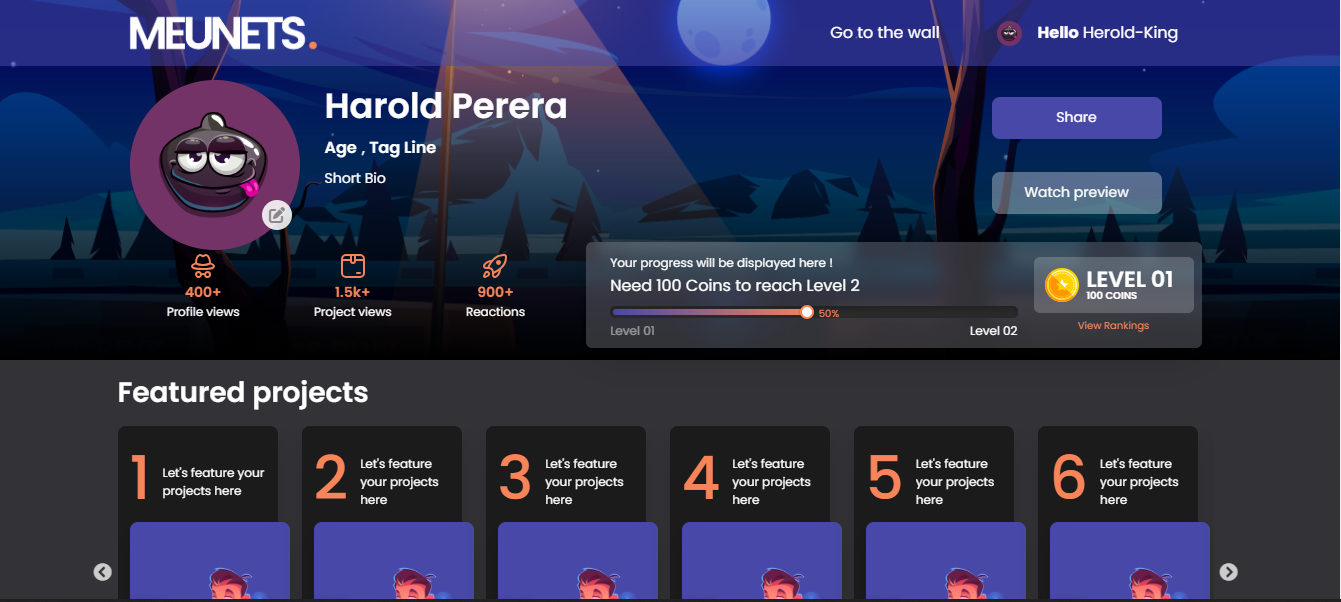 MEUNETS.
Go to the wall
Hello Herold-King
Harold Perera
Age , Tag Line
Short Bio
Share
Watch preview
400+
Profile views
1.5k+
Project views
900+
Reactions
Your progress will be displayed here !
Need 100 Coins to reach Level 2
50%
Level 01
Level 02
LEVEL 01
100 COINS
View Rankings
Featured projects
1
Let's feature your
projects here
2
Let's feature
your projects
here
3
Let's feature
your projects
here
4
Let's feature
your projects
here
5
Let's feature
your projects
here
6
Let's feature
your projects
here